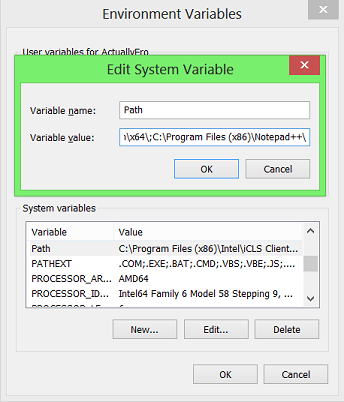 Environment Variables
User variables for ActuallyEro
Edit System Variable
Variable name:
Path
Variable value:
\x64\;C:\Program Files (x86)\Notepad++\
OK
Cancel
System variables
Variable Value
Path C:\Program Files (x86)\Intel\iCLS Client...
PATHEXT .COM;.EXE;.BAT;.CMD;.VBS;.VBE;.JS;....
PROCESSOR_AR... AMD64
PROCESSOR_ID... Intel64 Family 6 Model 58 Stepping 9, ...
New...
Edit...
Delete
OK
Cancel